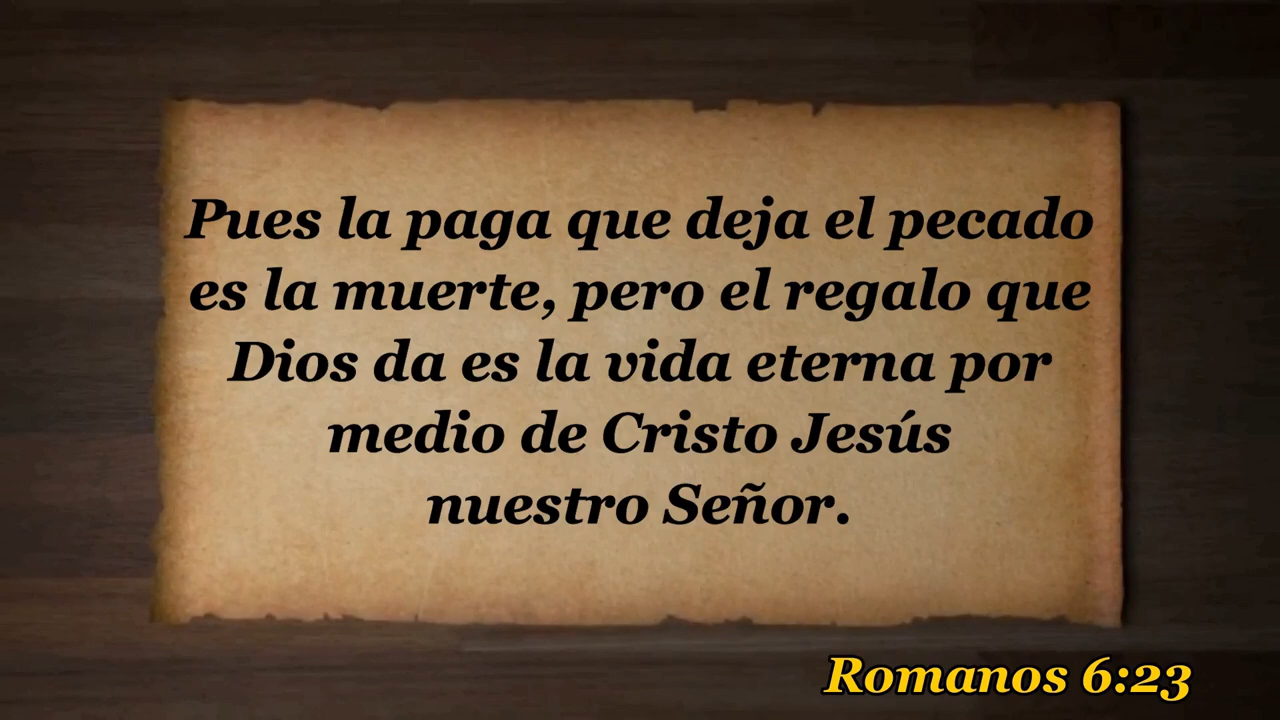 Pues la paga que deja el pecado
es la muerte, pero el regalo que
Dios da es la vida eterna por
medio de Cristo Jesús
nuestro Señor.
Romanos 6:23